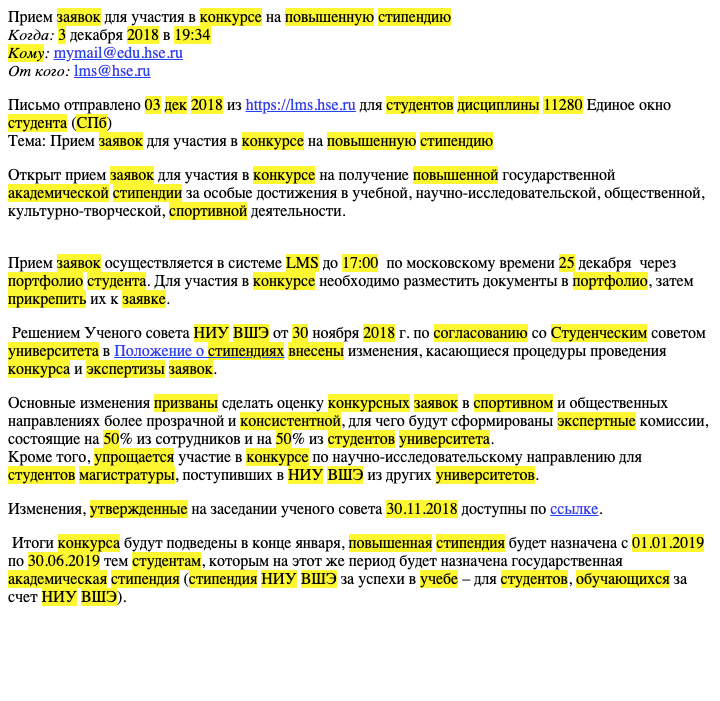 Прием заявок для участия в конкурсе на повышенную стипендию
Когда: 3 декабря 2018 в 19:34
Кому: mymail@edu.hse.ru
От кого: lms@hse.ru
Письмо отправлено 03 дек 2018 из https://lms.hse.ru для студентов дисциплины 11280 Единое окно
студента (СПб)
Тема: Прием заявок для участия в конкурсе на повышенную стипендию
Открыт прием заявок для участия в конкурсе на получение повышенной государственной
академической стипендии за особые достижения в учебной, научно-исследовательской, общественной,
культурно-творческой, спортивной деятельности.
Прием заявок осуществляется в системе LMS до 17:00 по московскому времени 25 декабря через
портфолио студента. Для участия в конкурсе необходимо разместить документы в портфолио, затем
прикрепить их к заявке.
Решением Ученого совета НИУ ВШЭ от 30 ноября 2018 г. по согласованию со Студенческим советом
университета в Положение о стипендиях внесены изменения, касающиеся процедуры проведения
конкурса и экспертизы заявок.
Основные изменения призваны сделать оценку конкурсных заявок в спортивном и общественных
направлениях более прозрачной и консистентной, для чего будут сформированы экспертные комиссии,
состоящие на 50% из сотрудников и на 50% из студентов университета.
Кроме того, упрощается участие в конкурсе по научно-исследовательскому направлению для
студентов магистратуры, поступивших в НИУ ВШЭ из других университетов.
Изменения, утвержденные на заседании ученого совета 30.11.2018 доступны по ссылке.
Итоги конкурса будут подведены в конце января, повышенная стипендия будет назначена с 01.01.2019
по 30.06.2019 тем студентам, которым на этот же период будет назначена государственная
академическая стипендия (стипендия НИУ ВШЭ за успехи в учебе – для студентов, обучающихся за
счет НИУ ВШЭ).